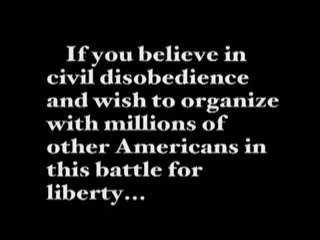 If you believe in
civil disobedience
and wish to organize
with millions of
other Americans in
this battle for
liberty...